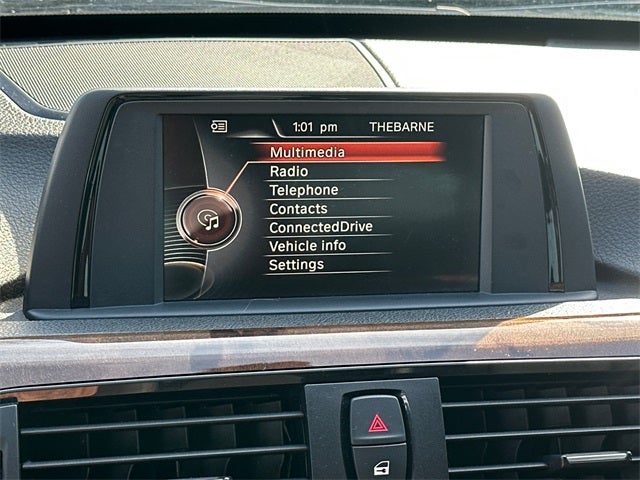 1:01 pm THEBARNE
Multimedia
Radio
Telephone
Contacts
ConnectedDrive
Vehicle info
Settings